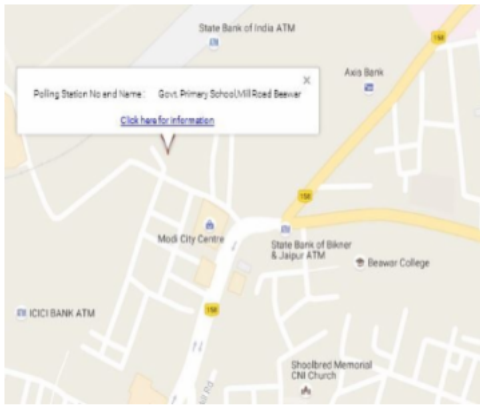 State Bank of India ATM
158
Axis Bank
×
Polling Station No and Name : Govt. Primary School,Mill Road Beawar
Click here for Information
158
Modi City Centre
State Bank of Bikner
& Jaipur ATM
Beawar College
ICICI BANK ATM
158
Shoolbred Memorial
CNI Church
Rd